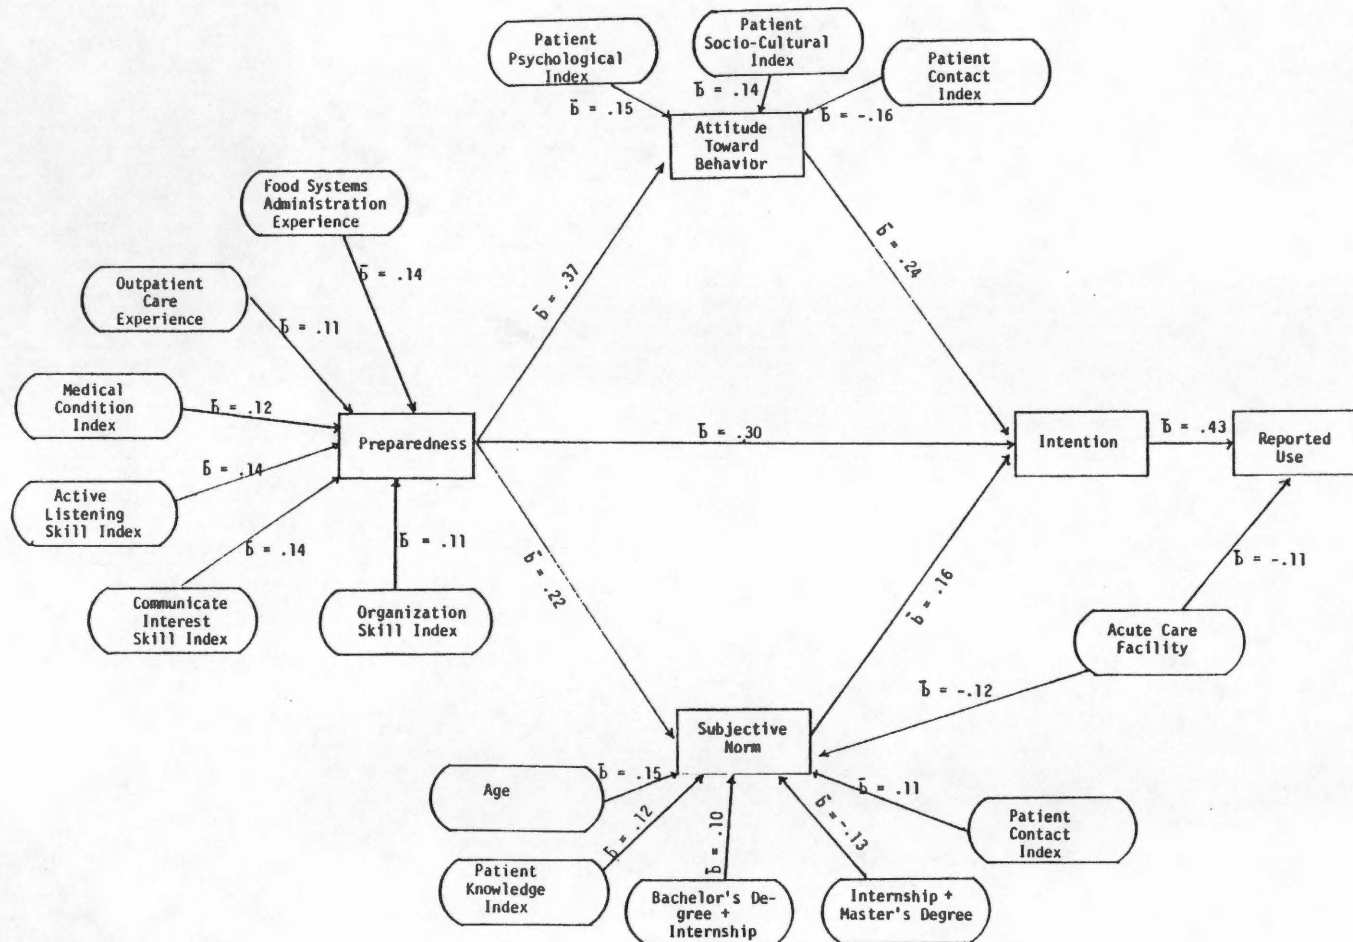 Patient
Psychological
Index
Patient
Socio-Cultural
Index
Patient
Contact
Index
b̄ = .15
b̄ = .14
b̄ = -.16
Attitude
Toward
Behavior
Food Systems
Administration
Experience
b̄ = .14
b̄ = .37
b̄ = .24
Outpatient
Care
Experience
b̄ = .11
Medical
Condition
Index
b̄ = .12
Preparedness
b̄ = .30
Intention
b̄ = .43
Reported
Use
b̄ = .14
Active
Listening
Skill Index
b̄ = .14
b̄ = .11
b̄ = .22
b̄ = .16
b̄ = -.11
Communicate
Interest
Skill Index
Organization
Skill Index
Acute Care
Facility
b̄ = -.12
Subjective
Norm
Age
b̄ = .15
b̄ = .12
b̄ = .10
b̄ = -.13
b̄ = .11
Patient
Contact
Index
Patient
Knowledge
Index
Bachelor's De-
gree +
Internship
Internship +
Master's Degree